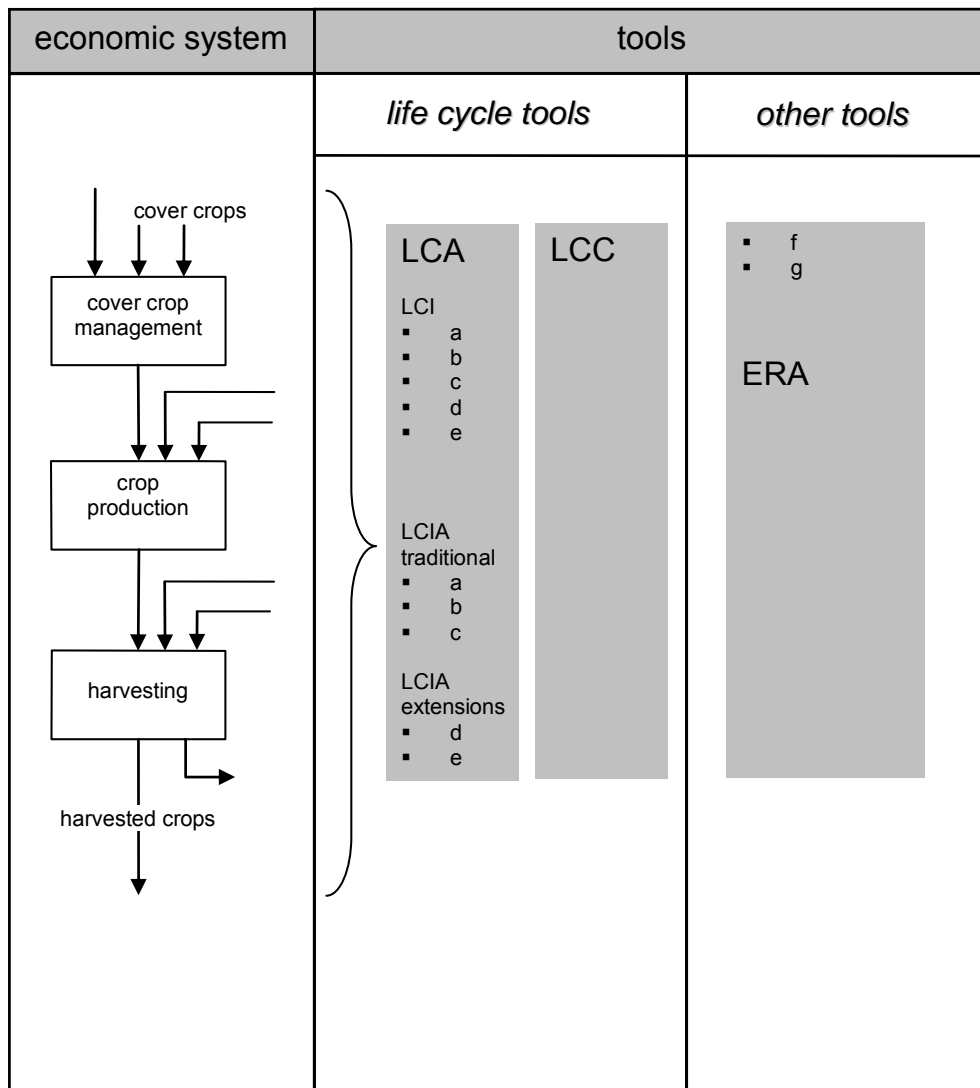 economic system
tools
life cycle tools
other tools
cover crops
cover crop
management
crop
production
harvesting
harvested crops
LCA
LCI
▪ a
▪ b
▪ c
▪ d
▪ e
LCIA
traditional
▪ a
▪ b
▪ c
LCIA
extensions
▪ d
▪ e
LCC
▪ f
▪ g
ERA